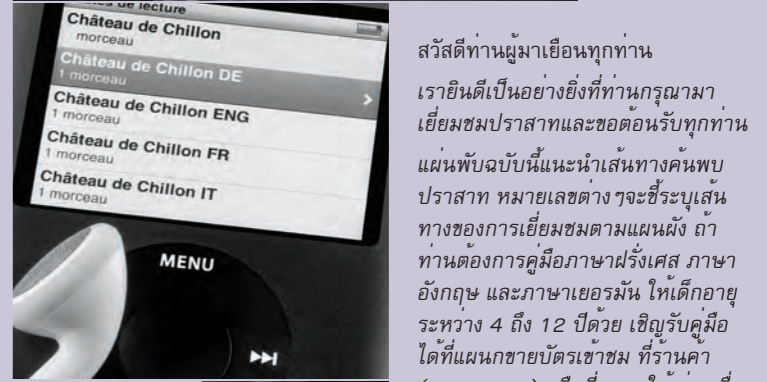 de lecture
Château de Chillon
morceau
Château de Chillon DE
1 morceau
Château de Chillon ENG
1 morceau
Château de Chillon FR
1 morceau
Château de Chillon IT
1 morceau
MENU
สวัสดีท่านผู้มาเยือนทุกท่าน
เรายินดีเป็นอย่างยิ่งที่ท่านกรุณามา
เยี่ยมชมปราสาทและขอต้อนรับทุกท่าน
แผ่นพับฉบับนี้แนะนำเส้นทางค้นพบ
ปราสาท หมายเลขต่างๆจะชี้ระบุเส้น
ทางของการเยี่ยมชมตามแผนผัง ถ้า
ท่านต้องการคู่มือภาษาฝรั่งเศส ภาษา
อังกฤษ และภาษาเยอรมัน ให้เด็กอายุ
ระหว่าง 4 ถึง 12 ปีด้วย เชิญรับคู่มือ
ได้ที่แผนกขายบัตรเข้าชม ที่ร้านค้า